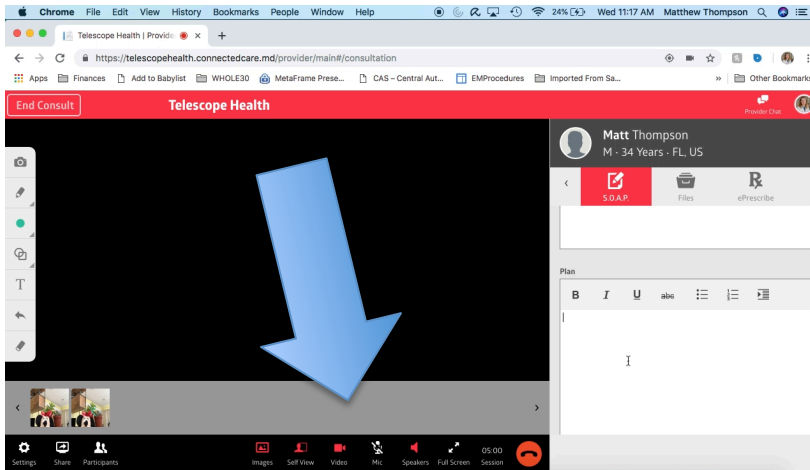 Chrome File Edit View History Bookmarks People Window Help 24% Wed 11:17 AM Matthew Thompson
Telescope Health | Provide
https://telescopehealth.connectedcare.md/provider/main#/consultation
Apps Finances Add to Babylist WHOLE30 MetaFrame Prese... CAS – Central Aut... EMProcedures Imported From Sa... » Other Bookmarks
End Consult Telescope Health Provider Chat
Matt Thompson
M · 34 Years · FL, US
S.O.A.P. Files ePrescribe
Plan
B I U abc
T
Settings Share Participants Images Self View Video Mic Speakers Full Screen 05:00 Session